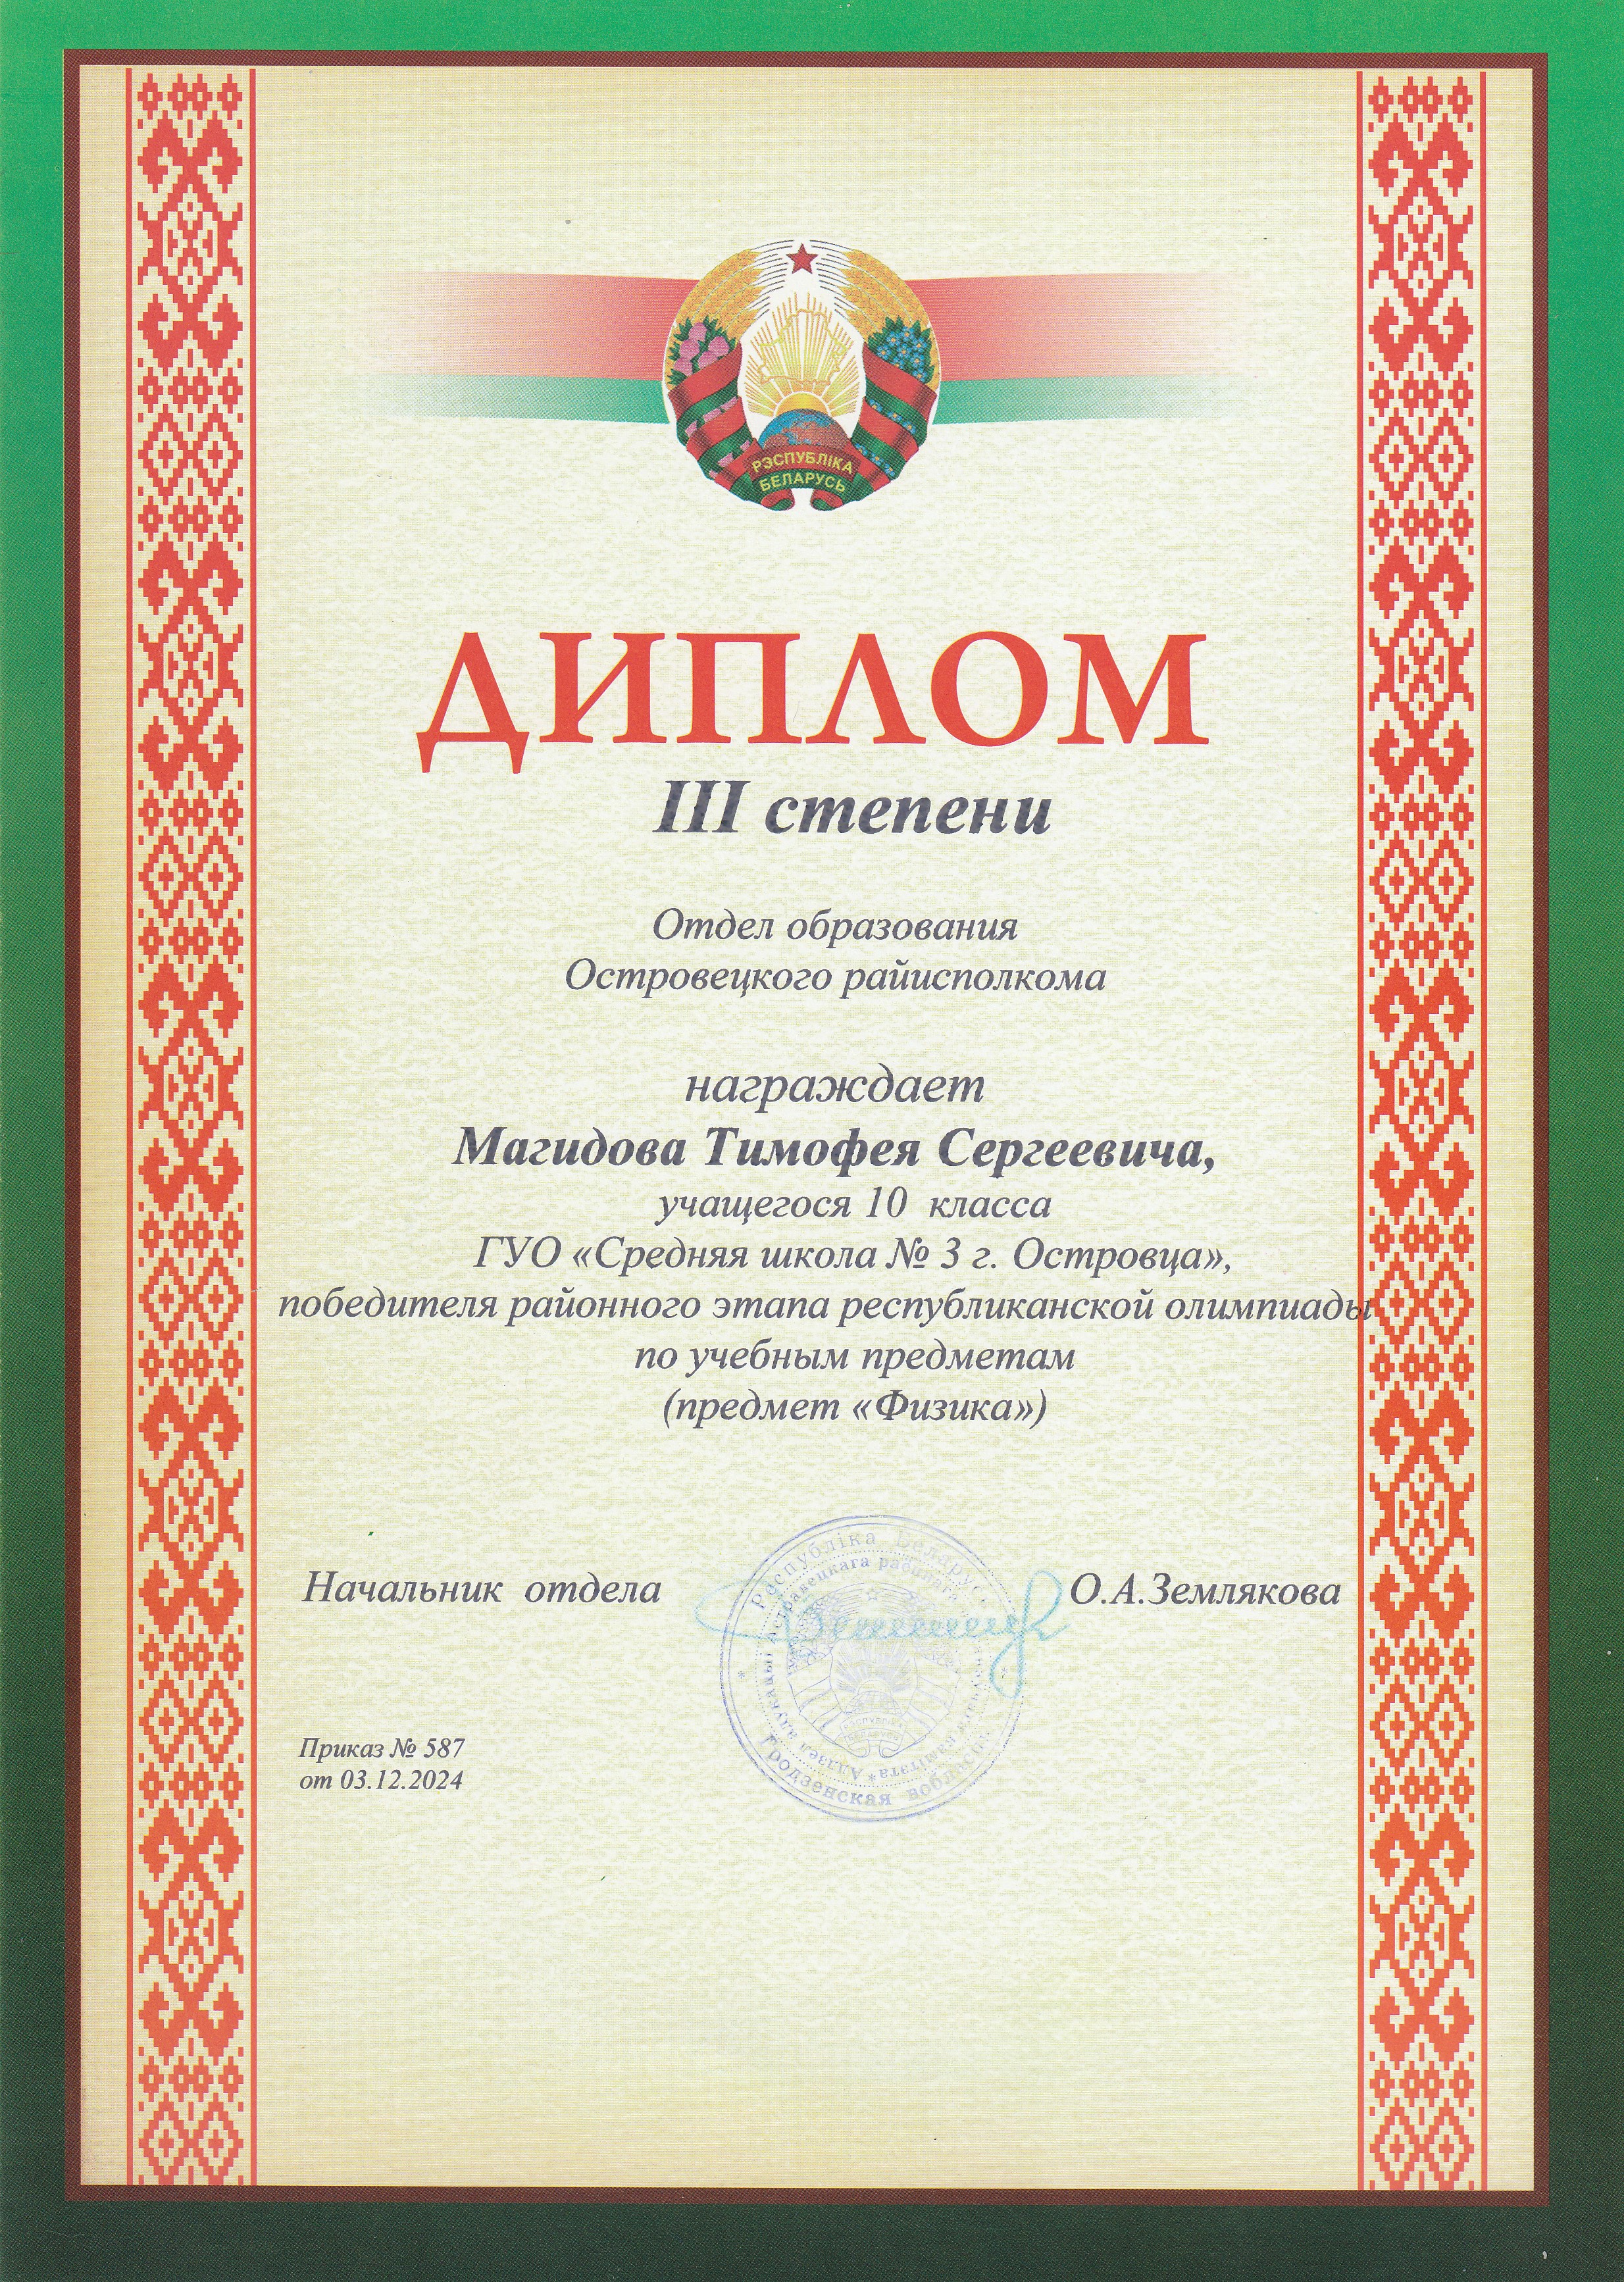 РЭСПУБЛІКА
БЕЛАРУСЬ
ДИПЛОМ
III степени
Отдел образования
Островецкого райисполкома
награждает
Магидова Тимофея Сергеевича,
учащегося 10 класса
ГУО «Средняя школа № 3 г. Островца»,
победителя районного этапа республиканской олимпиады
по учебным предметам
(предмет «Физика»)
Начальник отдела
О.А.Землякова
Рэспубліка Беларусь
Гродзенская вобласць
Аддзел адукацыі Астравецкага раённага
камітэта
Приказ № 587
от 03.12.2024